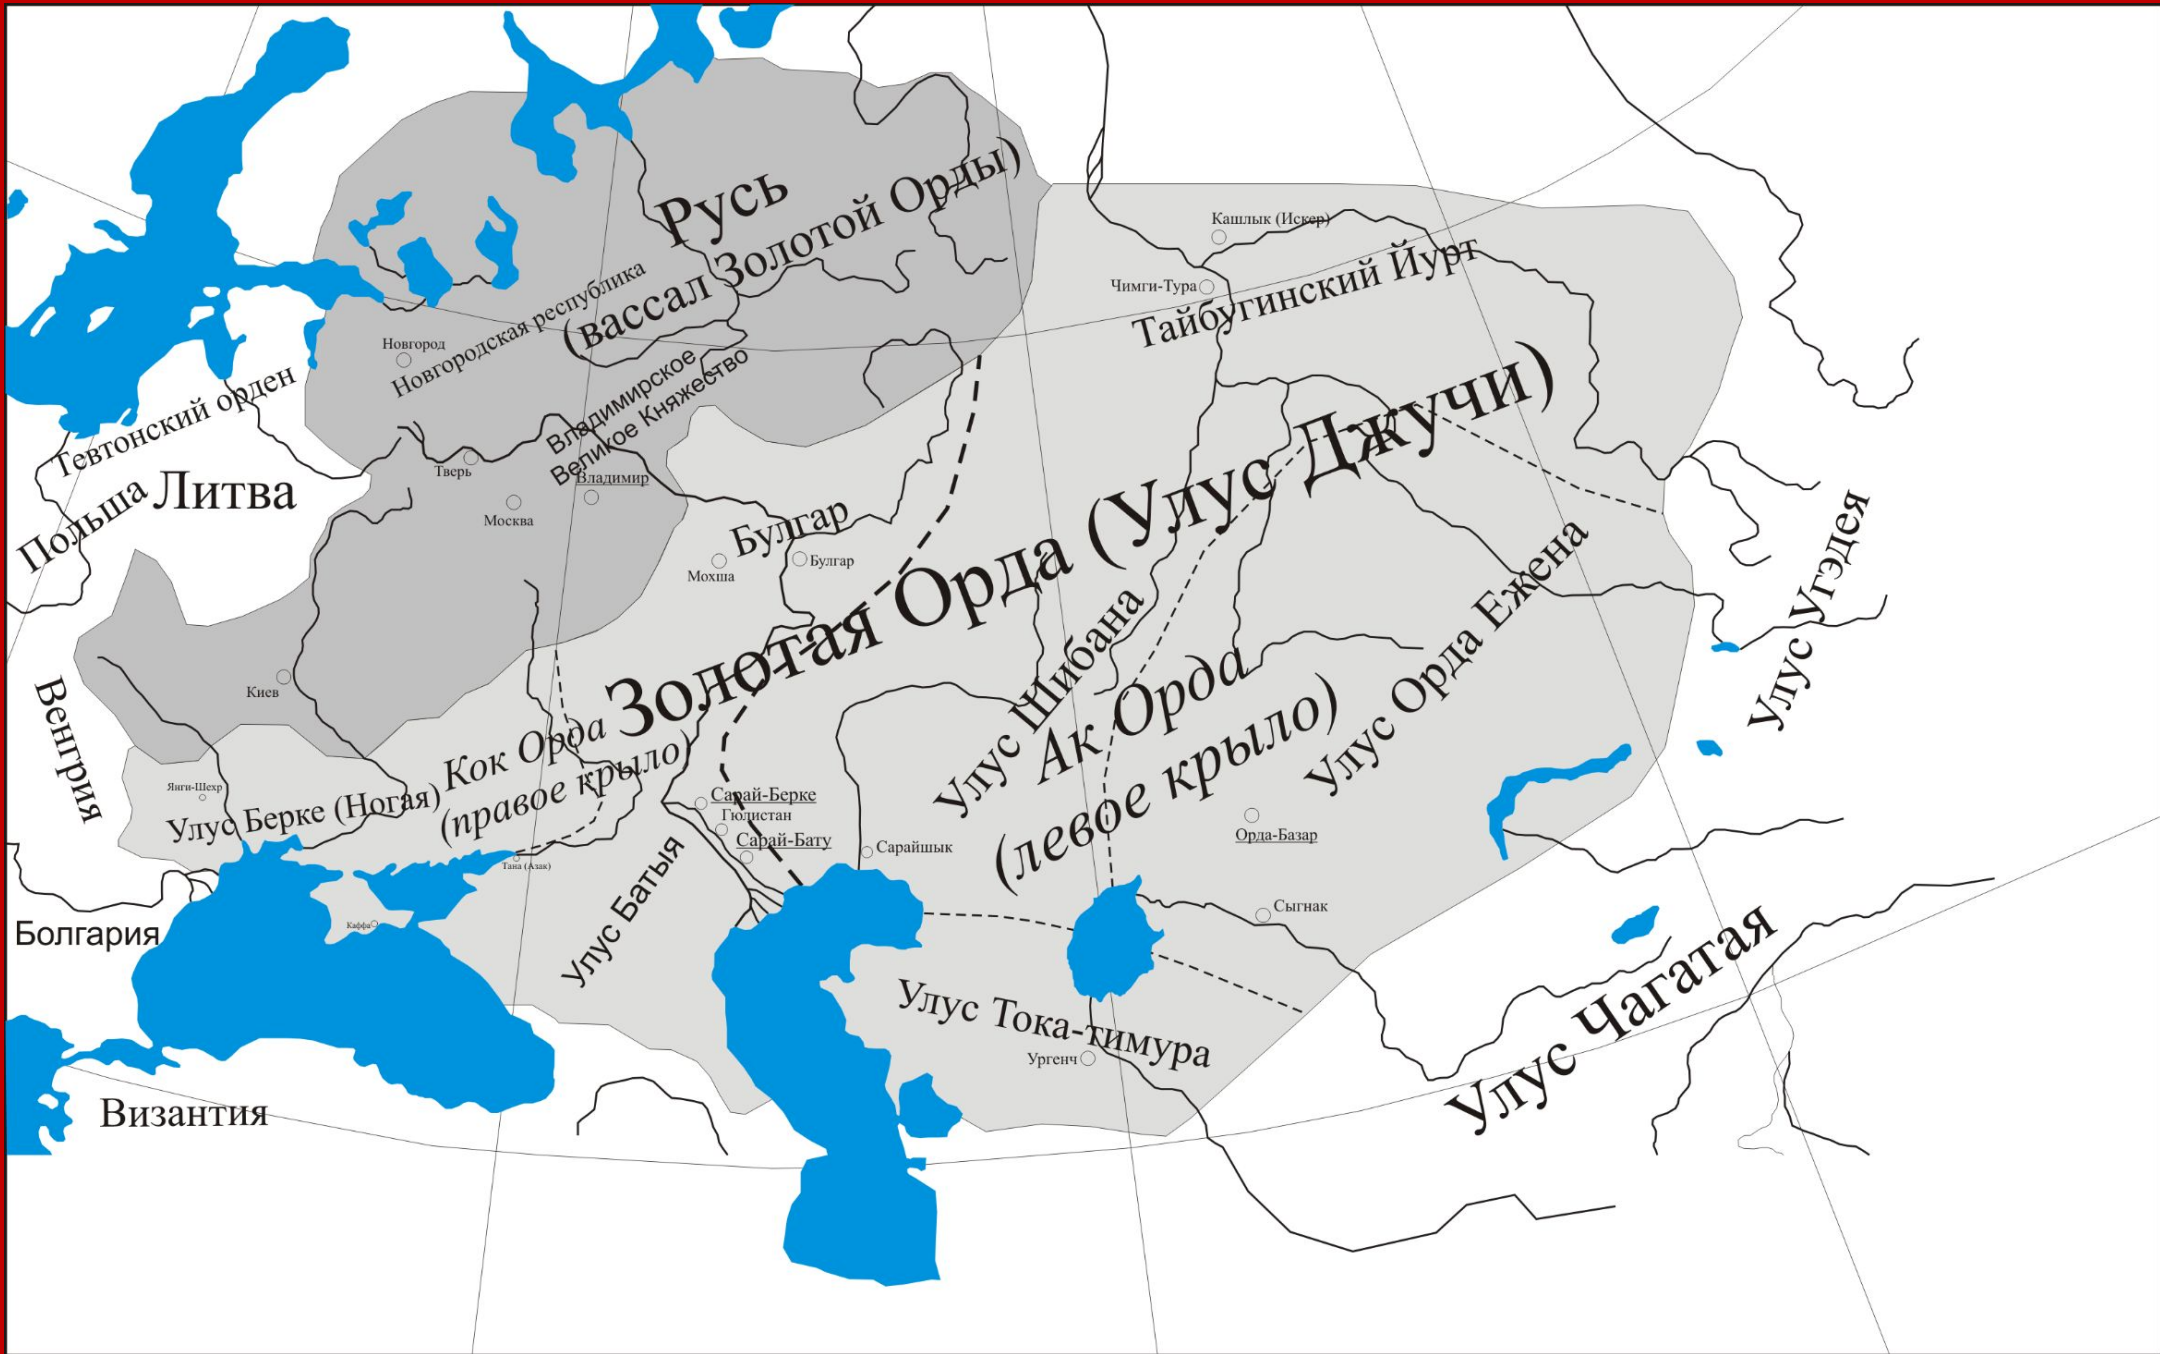 Русь
(вассал Золотой Орды)
Кашлык (Искер)
Чимги-Тура
Тайбугинский Йурт
Новгород
Новгородская республика
Владимирское
Великое Княжество
Тевтонский орден
Тверь
Владимир
Москва
Литва
Польша
Булгар
Булгар
Мохша
Золотая Орда (Улус Джучи)
Улус Угэдея
Киев
Венгрия
Янги-Шехр
Улус Берке (Ногая)
Кок Орда
(правое крыло)
Улус Шибана
Ак Орда
(левое крыло)
Улус Орда Ежена
Сарай-Берке
Гюлистан
Сарай-Бату
Сарайшык
Орда-Базар
Тана (Азак)
Улус Батыя
Каффа
Сыгнак
Болгария
Улус Тока-тимура
Ургенч
Улус Чагатая
Византия